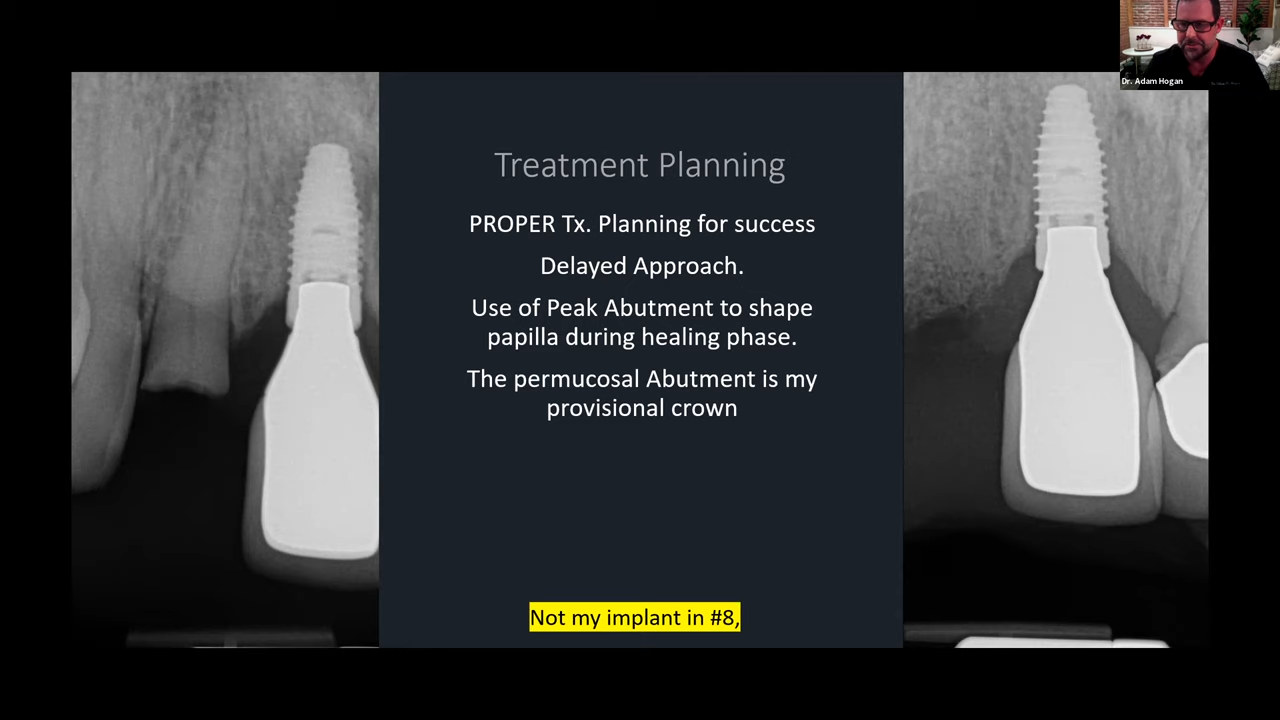 Dr. Adam Hogan
Treatment Planning
PROPER Tx. Planning for success
Delayed Approach.
Use of Peak Abutment to shape
papilla during healing phase.
The permucosal Abutment is my
provisional crown
Not my implant in #8,